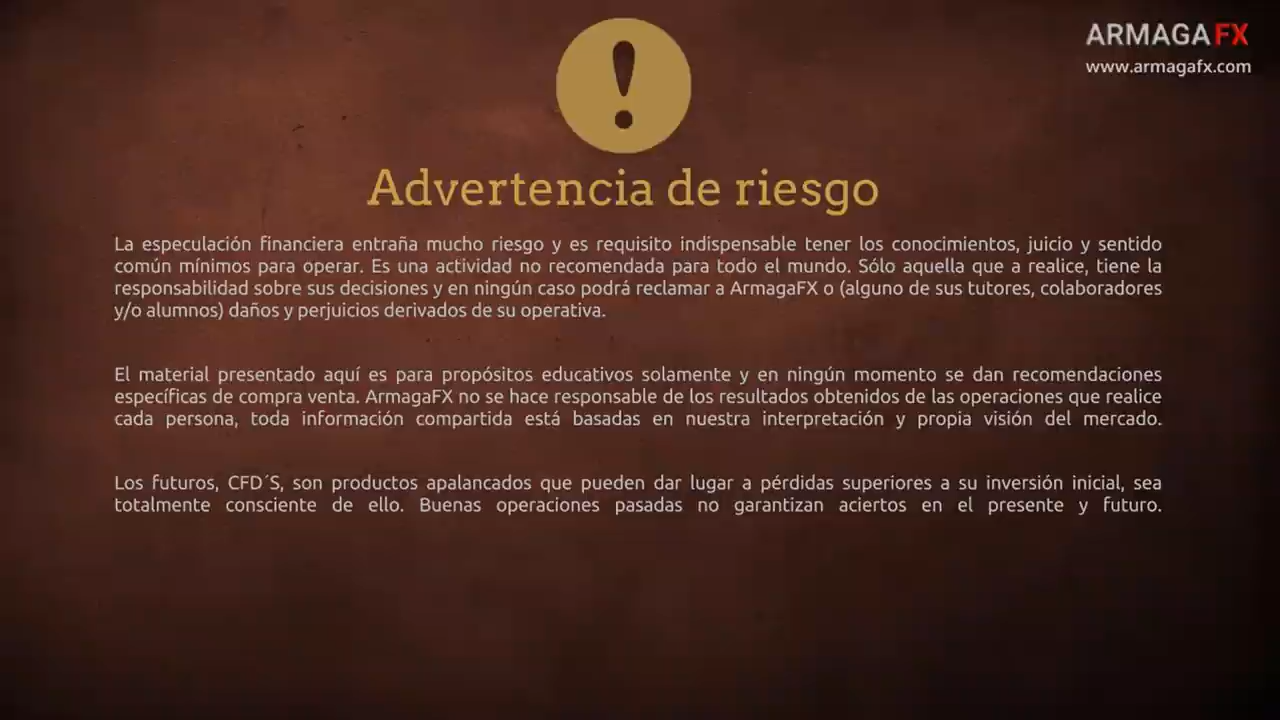 ARMAGAFX
www.armagafx.com
Advertencia de riesgo
La especulación financiera entraña mucho riesgo y es requisito indispensable tener los conocimientos, juicio y sentido
común mínimos para operar. Es una actividad no recomendada para todo el mundo. Sólo aquella que a realice, tiene la
responsabilidad sobre sus decisiones y en ningún caso podrá reclamar a ArmagaFX o (alguno de sus tutores, colaboradores
y/o alumnos) daños y perjuicios derivados de su operativa.
El material presentado aquí es para propósitos educativos solamente y en ningún momento se dan recomendaciones
específicas de compra venta. ArmagaFX no se hace responsable de los resultados obtenidos de las operaciones que realice
cada persona, toda información compartida está basadas en nuestra interpretación y propia visión del mercado.
Los futuros, CFD´S, son productos apalancados que pueden dar lugar a pérdidas superiores a su inversión inicial, sea
totalmente consciente de ello. Buenas operaciones pasadas no garantizan aciertos en el presente y futuro.